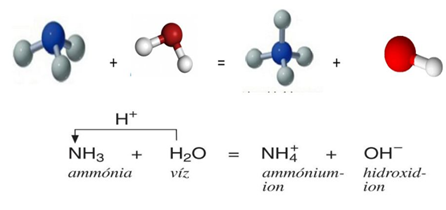 + = +
H⁺
NH₃ + H₂O = NH₄⁺ + OH⁻
ammónia víz ammónium- hidroxid-
ion ion